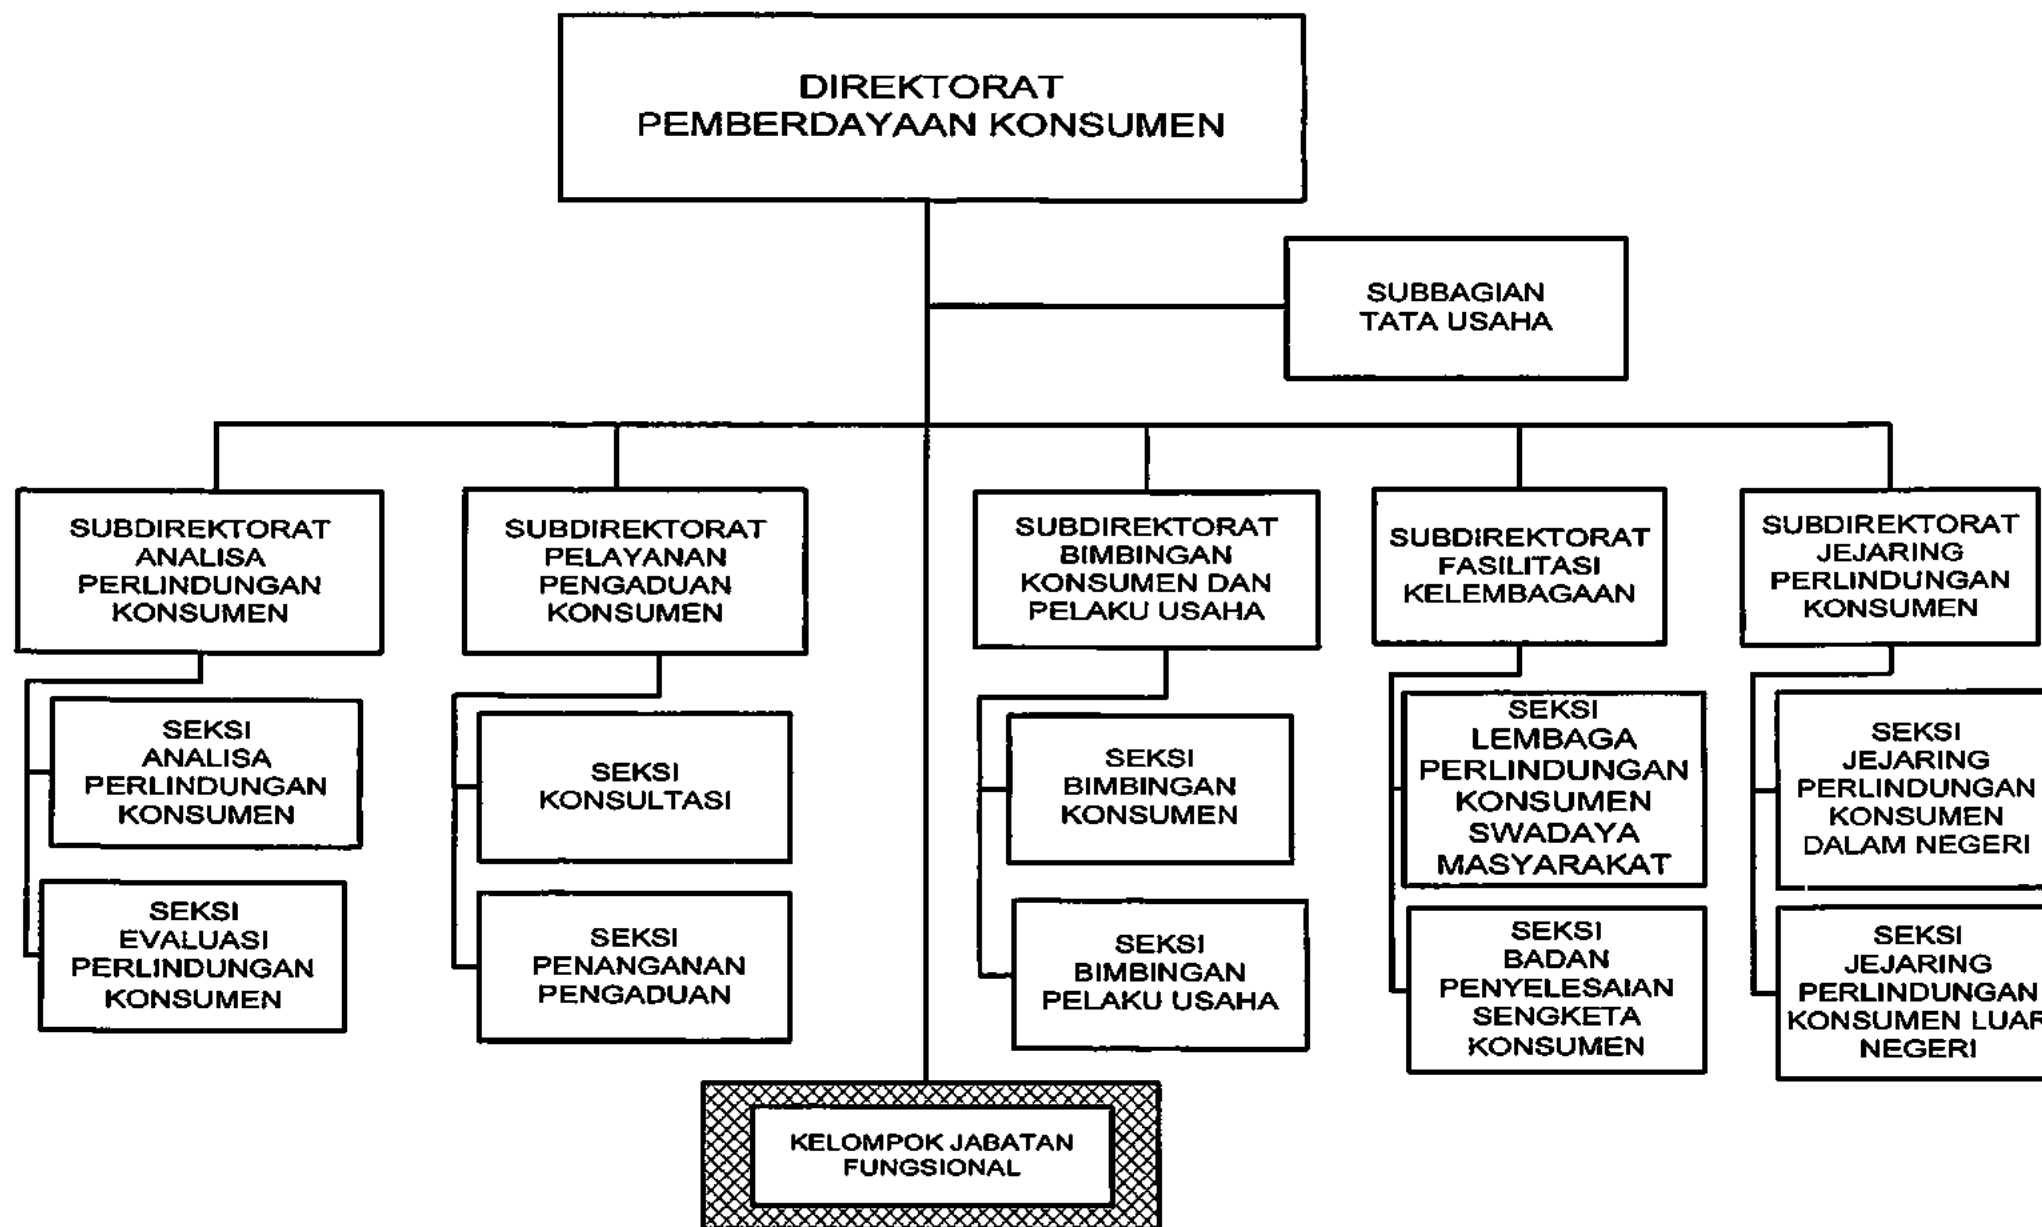 DIREKTORAT
PEMBERDAYAAN KONSUMEN
SUBBAGIAN
TATA USAHA
SUBDIREKTORAT
ANALISA
PERLINDUNGAN
KONSUMEN
SUBDIREKTORAT
PELAYANAN
PENGADUAN
KONSUMEN
SUBDIREKTORAT
BIMBINGAN
KONSUMEN DAN
PELAKU USAHA
SUBDIREKTORAT
FASILITASI
KELEMBAGAAN
SUBDIREKTORAT
JEJARING
PERLINDUNGAN
KONSUMEN
SEKSI
ANALISA
PERLINDUNGAN
KONSUMEN
SEKSI
KONSULTASI
SEKSI
BIMBINGAN
KONSUMEN
SEKSI
LEMBAGA
PERLINDUNGAN
KONSUMEN
SWADAYA
MASYARAKAT
SEKSI
JEJARING
PERLINDUNGAN
KONSUMEN
DALAM NEGERI
SEKSI
EVALUASI
PERLINDUNGAN
KONSUMEN
SEKSI
PENANGANAN
PENGADUAN
SEKSI
BIMBINGAN
PELAKU USAHA
SEKSI
BADAN
PENYELESAIAN
SENGKETA
KONSUMEN
SEKSI
JEJARING
PERLINDUNGAN
KONSUMEN LUAR
NEGERI
KELOMPOK JABATAN
FUNGSIONAL